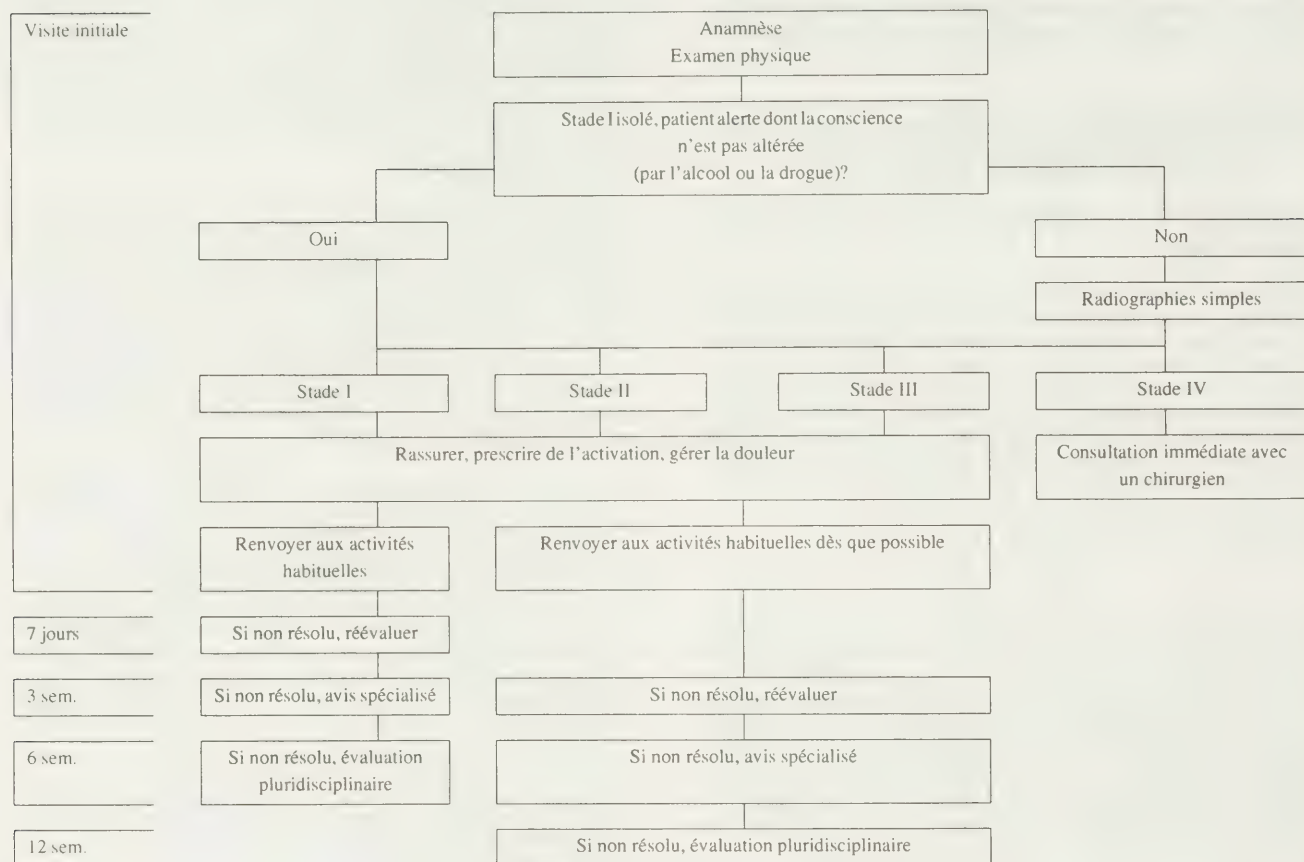 Visite initiale
Anamnèse
Examen physique
Stade I isolé, patient alerte dont la conscience
n'est pas altérée
(par l'alcool ou la drogue)?
Oui
Non
Radiographies simples
Stade I
Stade II
Stade III
Stade IV
Rassurer, prescrire de l'activation, gérer la douleur
Consultation immédiate avec
un chirurgien
Renvoyer aux activités
habituelles
Renvoyer aux activités habituelles dès que possible
7 jours
Si non résolu, réévaluer
3 sem.
Si non résolu, avis spécialisé
Si non résolu, réévaluer
6 sem.
Si non résolu, évaluation
pluridisciplinaire
Si non résolu, avis spécialisé
12 sem.
Si non résolu, évaluation pluridisciplinaire